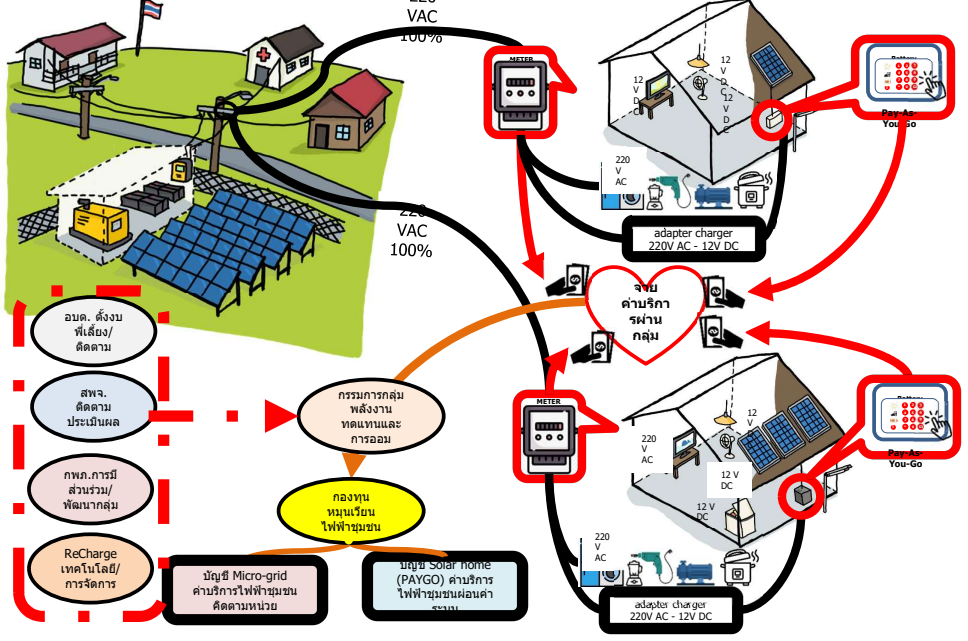 220
VAC
100%
METER
12
V
D
C
12
V
D
C
12
V
D
C
Battery
Pay-As-
You-Go
220
V
AC
adapter charger
220V AC - 12V DC
220
VAC
100%
จ่าย
ค่าบริกา
รผ่าน
กลุ่ม
อบต. ตั้งงบ
พี่เลี้ยง/
ติดตาม
สพจ.
ติดตาม
ประเมินผล
กพภ.การมี
ส่วนร่วม/
พัฒนากลุ่ม
ReCharge
เทคโนโลยี/
การจัดการ
กรรมการกลุ่ม
พลังงาน
ทดแทนและ
การออม
กองทุน
หมุนเวียน
ไฟฟ้าชุมชน
บัญชี Micro-grid
ค่าบริการไฟฟ้าชุมชน
คิดตามหน่วย
บัญชี Solar home
(PAYGO) ค่าบริการ
ไฟฟ้าชุมชนผ่อนค่า
ระบบ
METER
220
V
AC
12
V
12 V
DC
12 V
DC
Battery
Pay-As-
You-Go
220
V
AC
adapter charger
220V AC - 12V DC